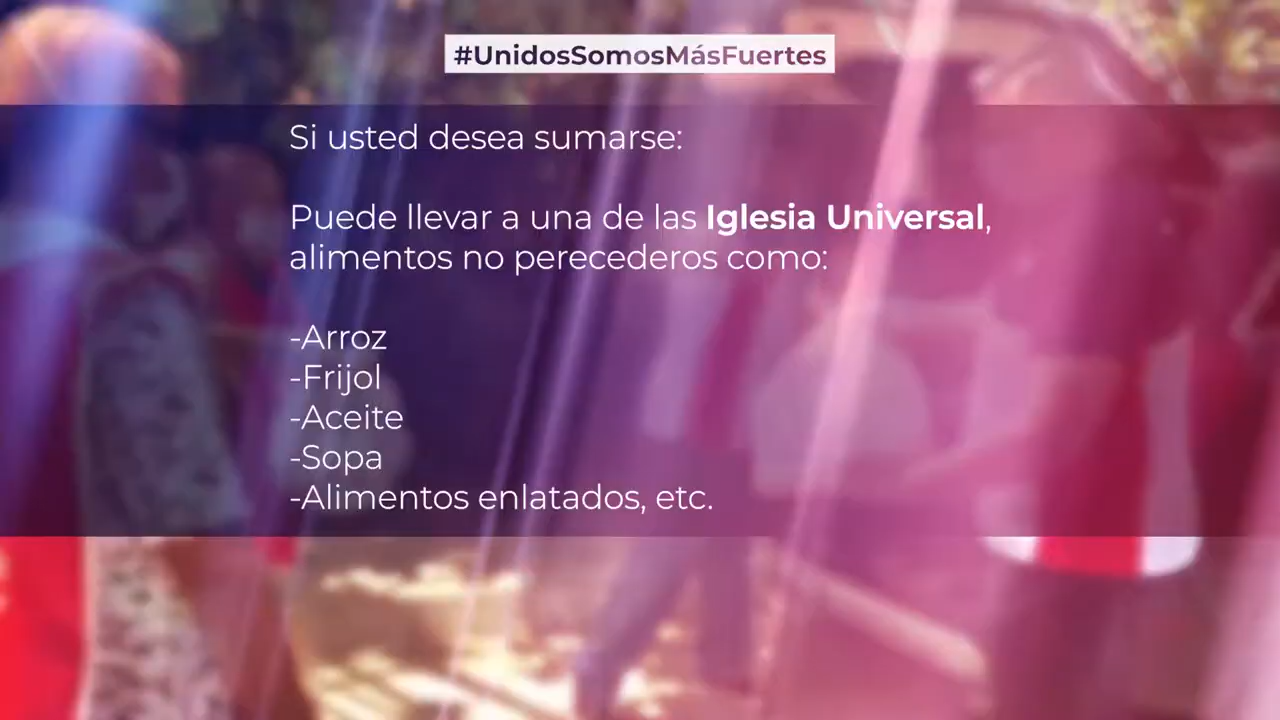 #UnidosSomosMásFuertes
Si usted desea sumarse:
Puede llevar a una de las Iglesia Universal,
alimentos no perecederos como:
-Arroz
-Frijol
-Aceite
-Sopa
-Alimentos enlatados, etc.